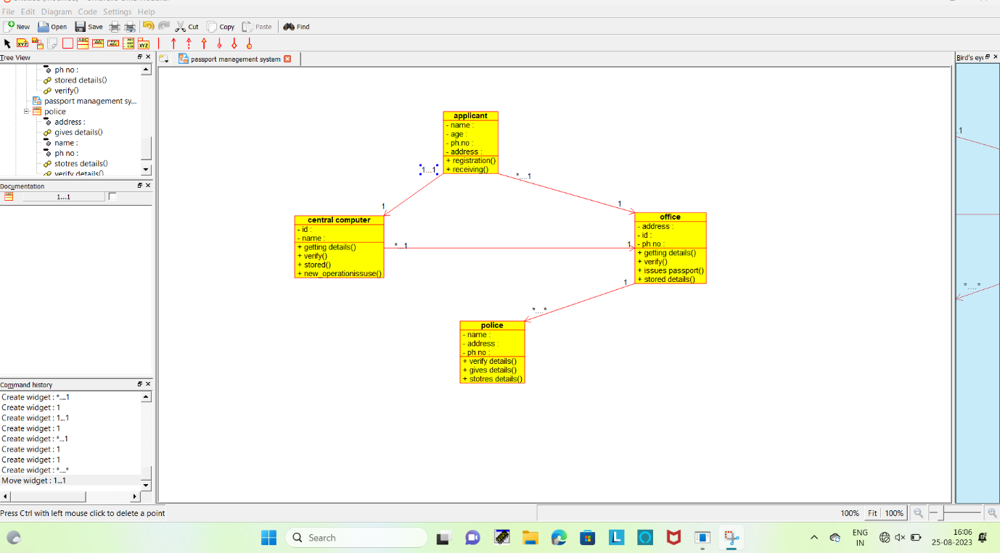 File Edit Diagram Code Settings Help
New Open Save Cut Copy Paste Find
XYZ
Tree View
ph no :
stored details()
verify()
passport management sy...
police
address :
gives details()
name :
ph no :
stotres details()
verify details()
Documentation
1...1
Command history
Create widget : *....1
Create widget : 1
Create widget : 1...1
Create widget : 1
Create widget : *...1
Create widget : 1
Create widget : 1
Create widget : *....*
Move widget : 1...1
passport management system
applicant
- name :
- age :
- ph.no :
- address :
+ registration()
+ receiving()
1...1
*....1
1
1
central computer
- id :
- name :
+ getting details()
+ verify()
+ stored()
+ new_operationissuse()
*...1
1
office
- address :
- id :
- ph no :
+ getting details()
+ verify()
+ issues passport()
+ stored details()
1
*....*
police
- name :
- address :
- ph no :
+ verify details()
+ gives details()
+ stotres details()
Bird's eye
.1
*....*
Press Ctrl with left mouse click to delete a point
100% Fit 100%
Search
ENG
IN
16:06
25-08-2023